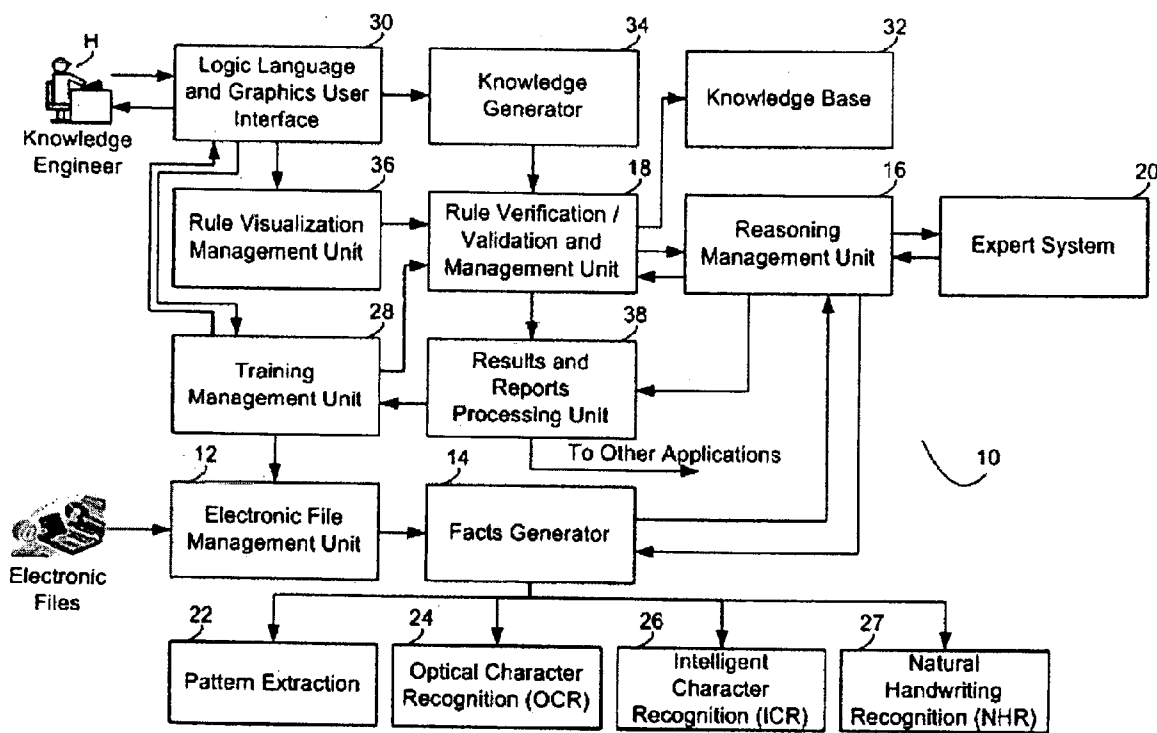 30
34
32
H
Logic Language
and Graphics User
Interface
Knowledge
Generator
Knowledge Base
Knowledge
Engineer
36
18
16
20
Rule Visualization
Management Unit
Rule Verification /
Validation and
Management Unit
Reasoning
Management Unit
Expert System
28
38
Training
Management Unit
Results and
Reports
Processing Unit
To Other Applications
12
14
10
Electronic File
Management Unit
Facts Generator
Electronic
Files
22
24
26
27
Pattern Extraction
Optical Character
Recognition (OCR)
Intelligent
Character
Recognition (ICR)
Natural
Handwriting
Recognition (NHR)